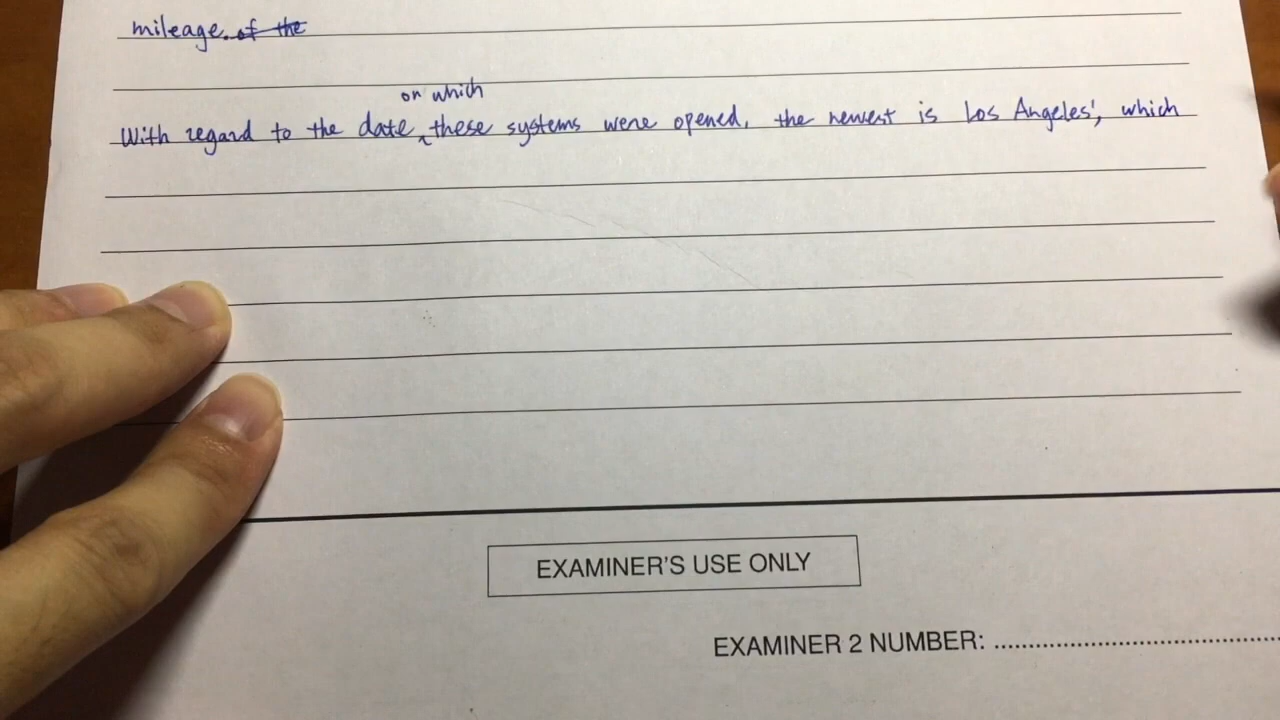 mileage. of the
on which
With regard to the date these systems were opened, the newest is Los Angeles', which
EXAMINER'S USE ONLY
EXAMINER 2 NUMBER: ........................................